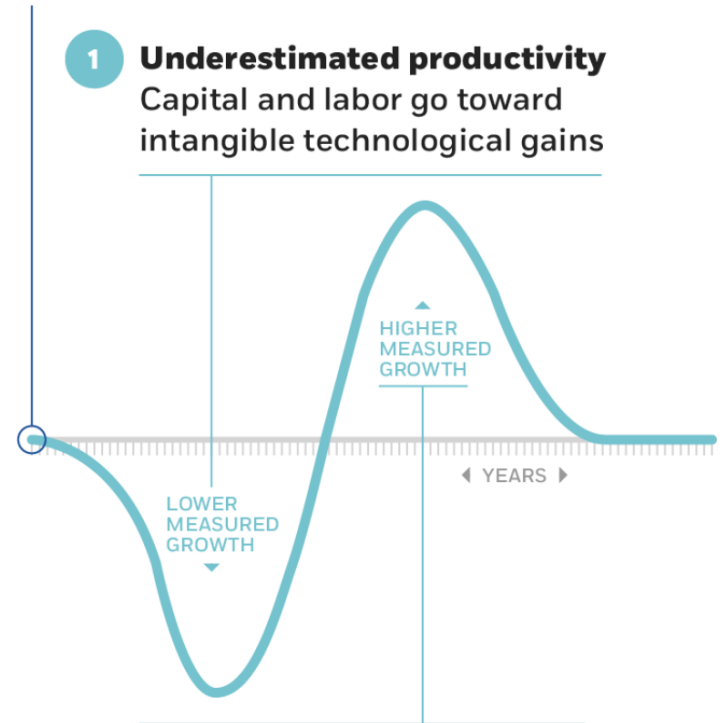 1
Underestimated productivity
Capital and labor go toward
intangible technological gains
HIGHER
MEASURED
GROWTH
YEARS
LOWER
MEASURED
GROWTH